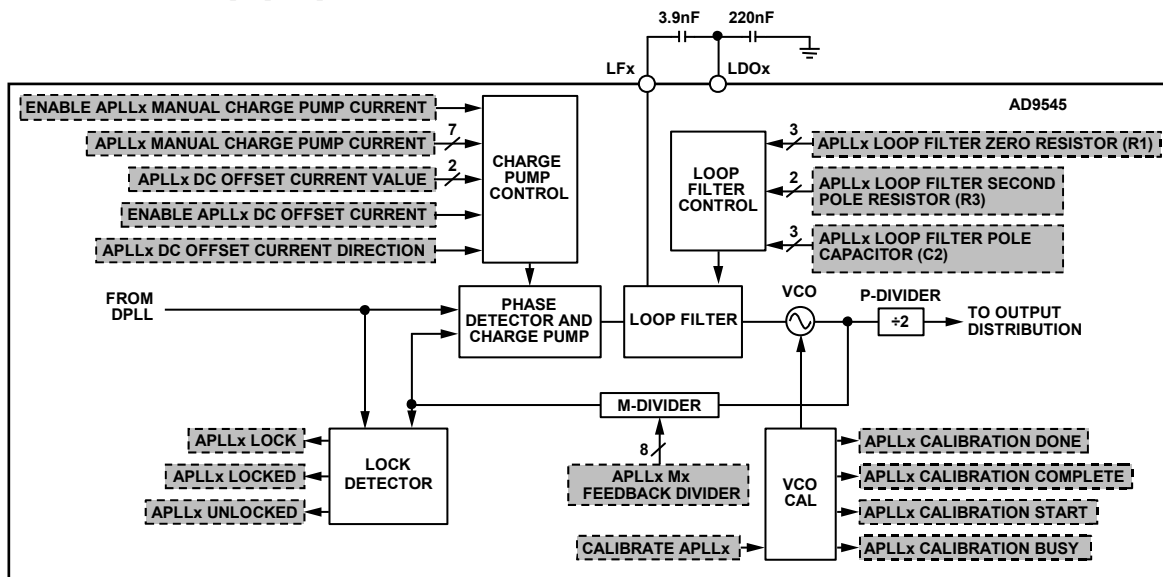 3.9nF 220nF
LFx LDOx
AD9545
ENABLE APLLx MANUAL CHARGE PUMP CURRENT
APLLx MANUAL CHARGE PUMP CURRENT
7
APLLx DC OFFSET CURRENT VALUE
2
ENABLE APLLx DC OFFSET CURRENT
APLLx DC OFFSET CURRENT DIRECTION
CHARGE
PUMP
CONTROL
LOOP
FILTER
CONTROL
3
APLLx LOOP FILTER ZERO RESISTOR (R1)
2
APLLx LOOP FILTER SECOND
POLE RESISTOR (R3)
3
APLLx LOOP FILTER POLE
CAPACITOR (C2)
FROM
DPLL
PHASE
DETECTOR AND
CHARGE PUMP
LOOP FILTER
VCO
P-DIVIDER
÷2
TO OUTPUT
DISTRIBUTION
M-DIVIDER
8
APLLx Mx
FEEDBACK DIVIDER
APLLx LOCK
APLLx LOCKED
APLLx UNLOCKED
LOCK
DETECTOR
CALIBRATE APLLx
VCO
CAL
APLLx CALIBRATION DONE
APLLx CALIBRATION COMPLETE
APLLx CALIBRATION START
APLLx CALIBRATION BUSY